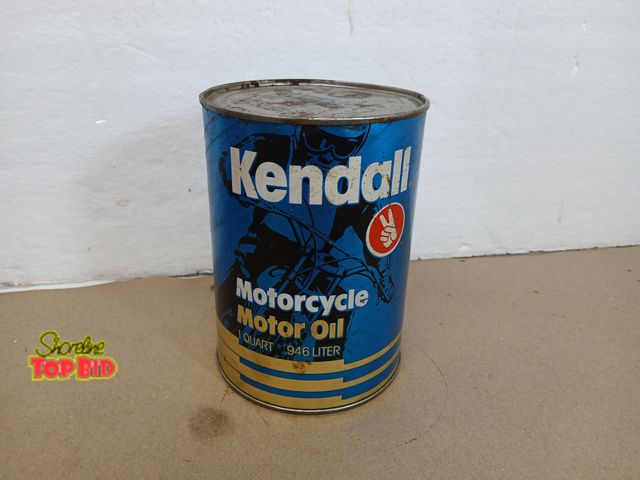 Kendall
Motorcycle
Motor Oil
1 QUART .946 LITER
Shoreline
TOP BID